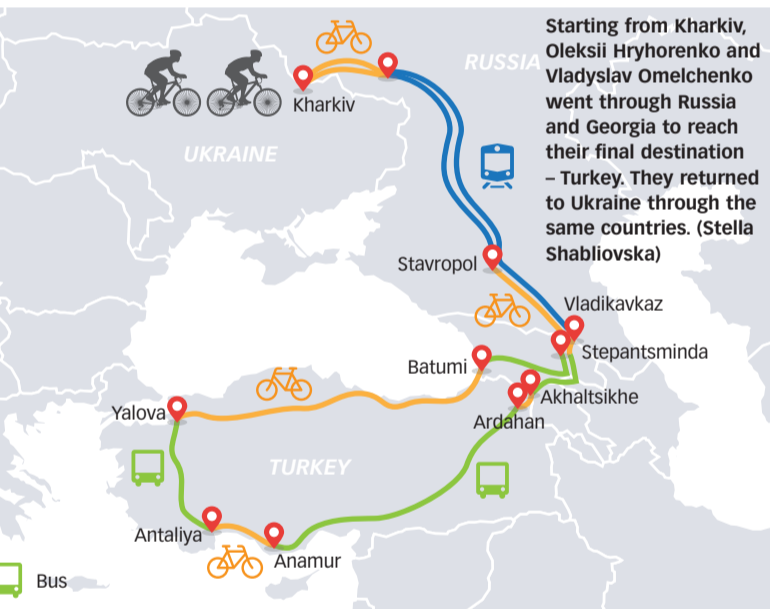 Starting from Kharkiv,
Oleksii Hryhorenko and
Vladyslav Omelchenko
went through Russia
and Georgia to reach
their final destination
– Turkey. They returned
to Ukraine through the
same countries. (Stella
Shabliovska)
RUSSIA
Kharkiv
UKRAINE
Stavropol
Vladikavkaz
Stepantsminda
Batumi
Akhaltsikhe
Yalova
Ardahan
TURKEY
Antaliya
Anamur
Bus